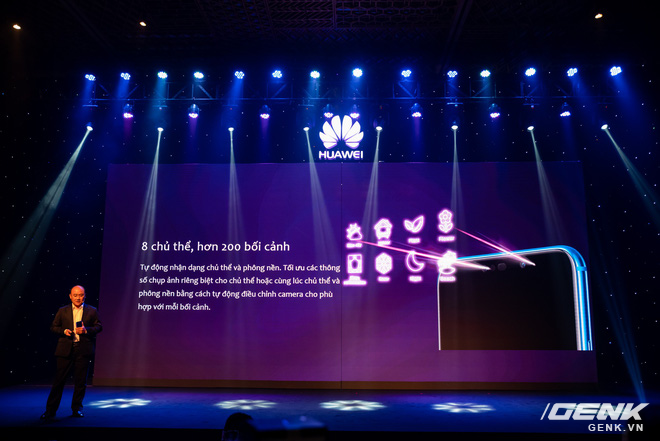 HUAWEI
8 chủ thể, hơn 200 bối cảnh
Tự động nhận dạng chủ thể và phông nền. Tối ưu các thông
số chụp ảnh riêng biệt cho chủ thể hoặc cùng lúc chủ thể và
phông nền bằng cách tự động điều chỉnh camera cho phù
hợp với mỗi bối cảnh.
GENK
GENK.VN